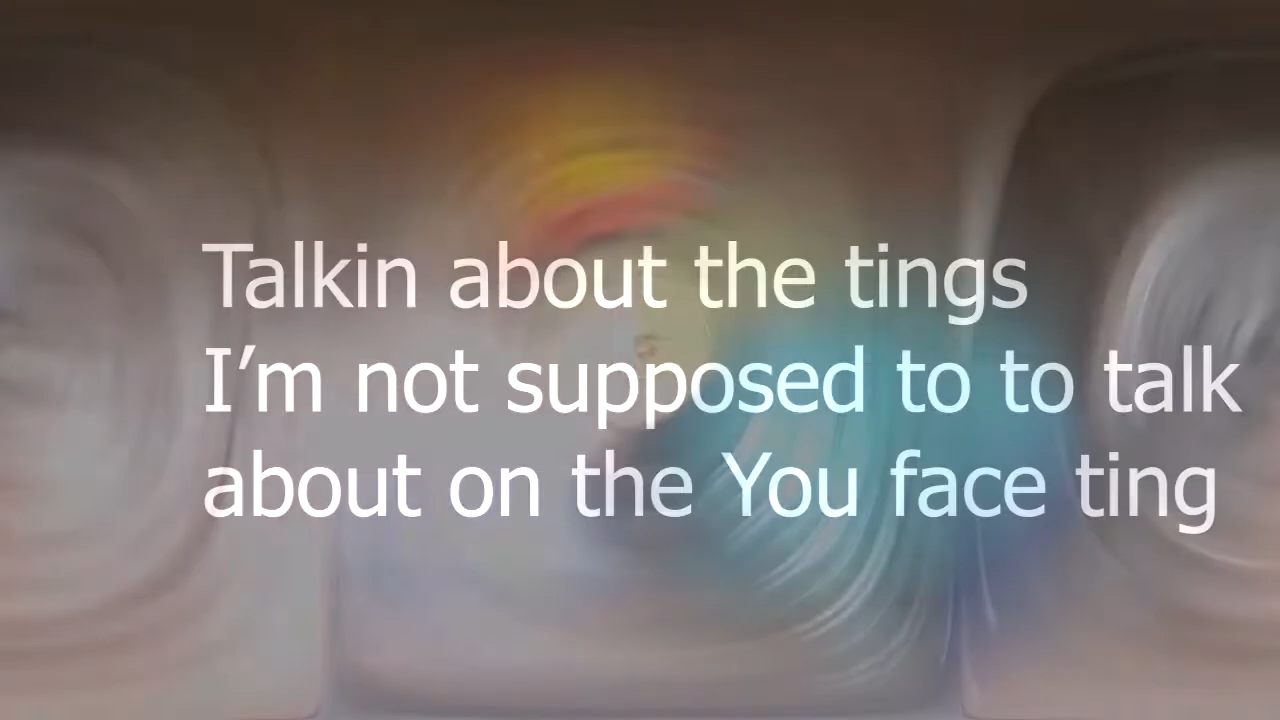 Talkin about the tings
I’m not supposed to to talk
about on the You face ting